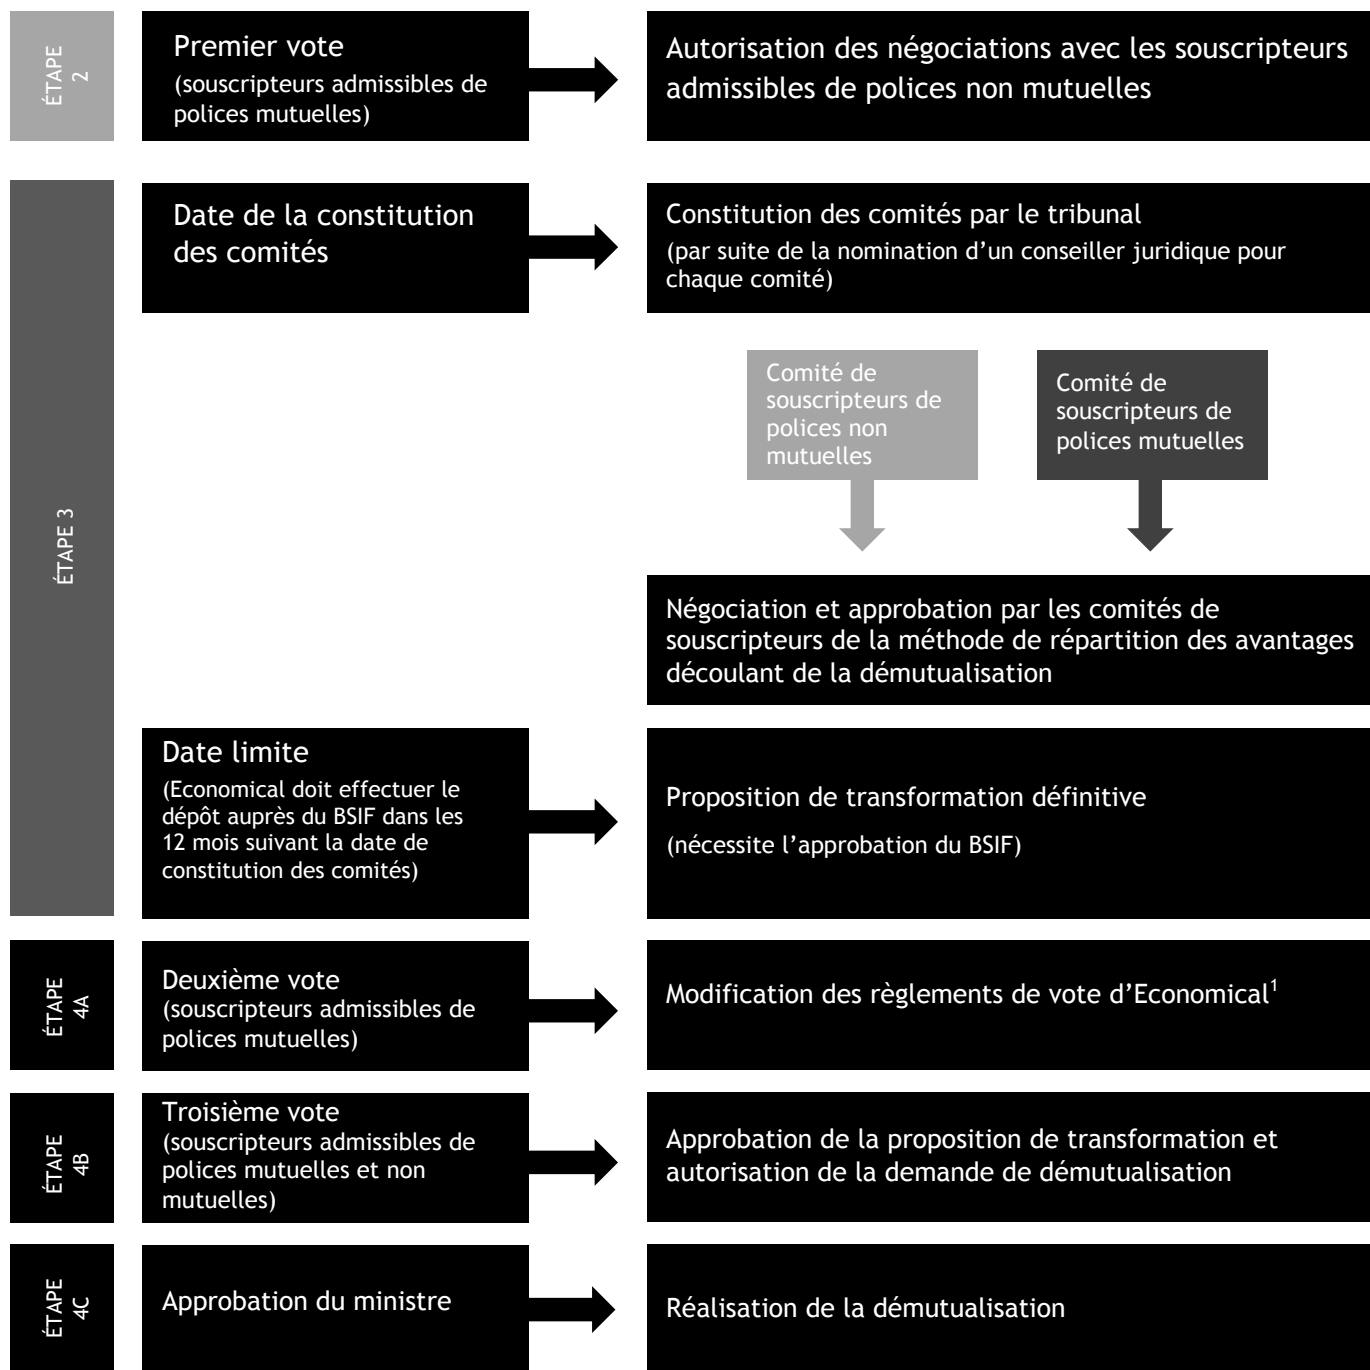 ÉTAPE
2
Premier vote
(souscripteurs admissibles de
polices mutuelles)
Autorisation des négociations avec les souscripteurs
admissibles de polices non mutuelles
ÉTAPE 3
Date de la constitution
des comités
Constitution des comités par le tribunal
(par suite de la nomination d’un conseiller juridique pour
chaque comité)
Comité de
souscripteurs de
polices non
mutuelles
Comité de
souscripteurs de
polices mutuelles
Négociation et approbation par les comités de
souscripteurs de la méthode de répartition des avantages
découlant de la démutualisation
Date limite
(Economical doit effectuer le
dépôt auprès du BSIF dans les
12 mois suivant la date de
constitution des comités)
Proposition de transformation définitive
(nécessite l’approbation du BSIF)
ÉTAPE
4A
Deuxième vote
(souscripteurs admissibles de
polices mutuelles)
Modification des règlements de vote d’Economical¹
ÉTAPE
4B
Troisième vote
(souscripteurs admissibles de
polices mutuelles et non
mutuelles)
Approbation de la proposition de transformation et
autorisation de la demande de démutualisation
ÉTAPE
4C
Approbation du ministre
Réalisation de la démutualisation